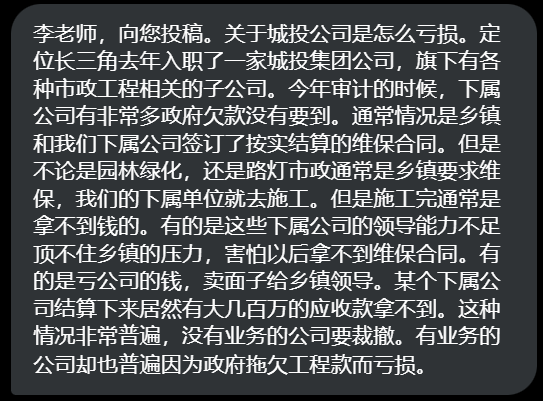 李老师，向您投稿。关于城投公司是怎么亏损。定
位长三角去年入职了一家城投集团公司，旗下有各
种市政工程相关的子公司。今年审计的时候，下属
公司有非常多政府欠款没有要到。通常情况是乡镇
和我们下属公司签订了按实结算的维保合同。但是
不论是园林绿化，还是路灯市政通常是乡镇要求维
保，我们的下属单位就去施工。但是施工完通常是
拿不到钱的。有的是这些下属公司的领导能力不足
顶不住乡镇的压力，害怕以后拿不到维保合同。有
的是亏公司的钱，卖面子给乡镇领导。某个下属公
司结算下来居然有大几百万的应收款拿不到。这种
情况非常普遍，没有业务的公司要裁撤。有业务的
公司却也普遍因为政府拖欠工程款而亏损。